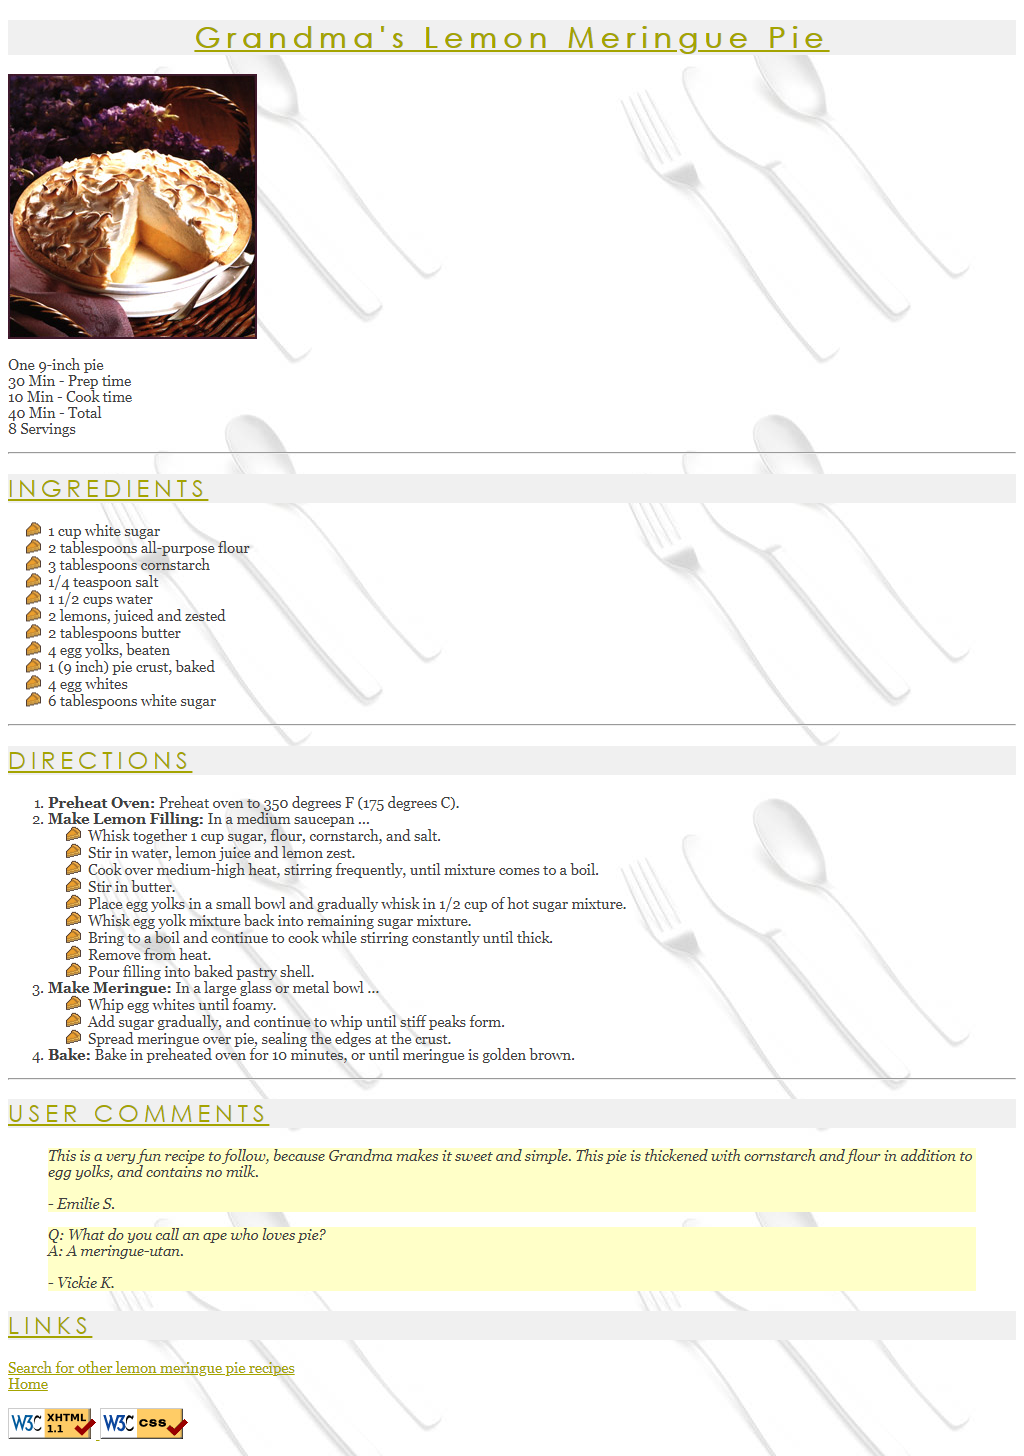 Grandma's Lemon Meringue Pie
One 9-inch pie
30 Min - Prep time
10 Min - Cook time
40 Min - Total
8 Servings
INGREDIENTS
1 cup white sugar
2 tablespoons all-purpose flour
3 tablespoons cornstarch
1/4 teaspoon salt
1 1/2 cups water
2 lemons, juiced and zested
2 tablespoons butter
4 egg yolks, beaten
1 (9 inch) pie crust, baked
4 egg whites
6 tablespoons white sugar
DIRECTIONS
1. Preheat Oven: Preheat oven to 350 degrees F (175 degrees C).
2. Make Lemon Filling: In a medium saucepan ...
Whisk together 1 cup sugar, flour, cornstarch, and salt.
Stir in water, lemon juice and lemon zest.
Cook over medium-high heat, stirring frequently, until mixture comes to a boil.
Stir in butter.
Place egg yolks in a small bowl and gradually whisk in 1/2 cup of hot sugar mixture.
Whisk egg yolk mixture back into remaining sugar mixture.
Bring to a boil and continue to cook while stirring constantly until thick.
Remove from heat.
Pour filling into baked pastry shell.
3. Make Meringue: In a large glass or metal bowl ...
Whip egg whites until foamy.
Add sugar gradually, and continue to whip until stiff peaks form.
Spread meringue over pie, sealing the edges at the crust.
4. Bake: Bake in preheated oven for 10 minutes, or until meringue is golden brown.
USER COMMENTS
This is a very fun recipe to follow, because Grandma makes it sweet and simple. This pie is thickened with cornstarch and flour in addition to
egg yolks, and contains no milk.
- Emilie S.
Q: What do you call an ape who loves pie?
A: A meringue-utan.
- Vickie K.
LINKS
Search for other lemon meringue pie recipes
Home
W3C XHTML 1.1 W3C CSS